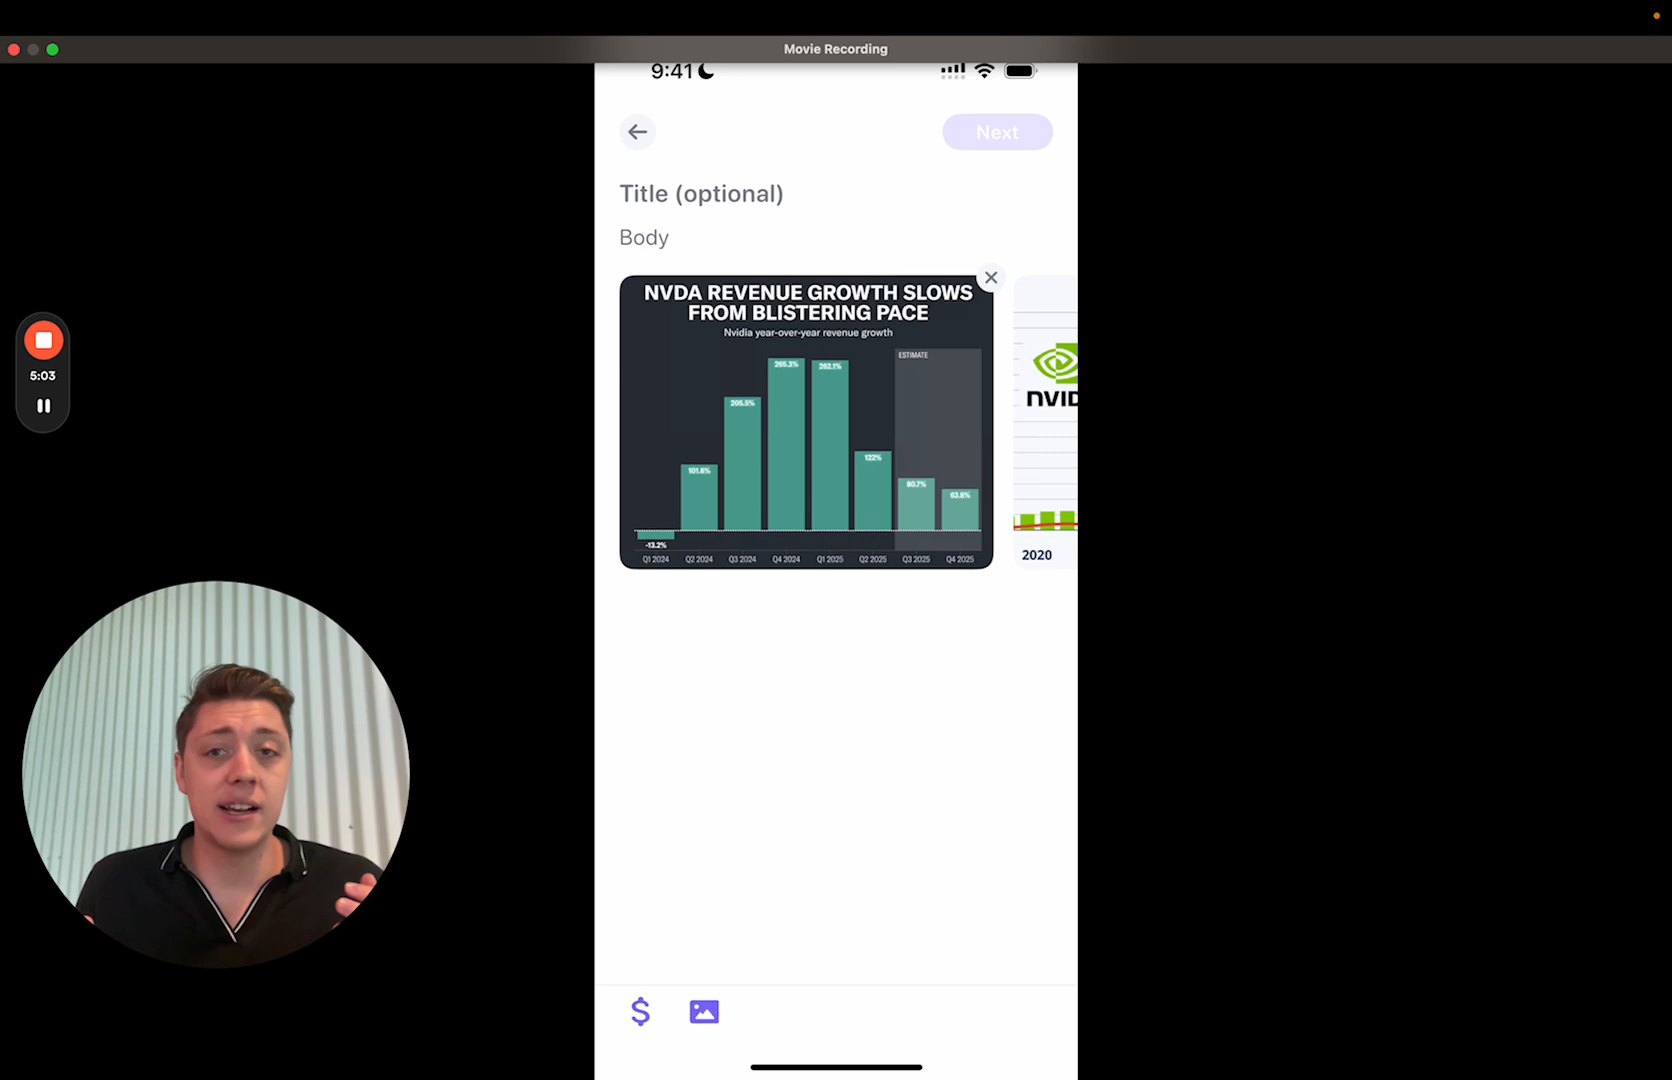 Movie Recording
9:41
Next
Title (optional)
Body
NVDA REVENUE GROWTH SLOWS
FROM BLISTERING PACE
Nvidia year-over-year revenue growth
ESTIMATE
265.3%
262.1%
205.5%
122%
101.6%
80.7%
63.8%
-13.2%
Q1 2024 Q2 2024 Q3 2024 Q4 2024 Q1 2025 Q2 2025 Q3 2025 Q4 2025
NVID
2020
5:03